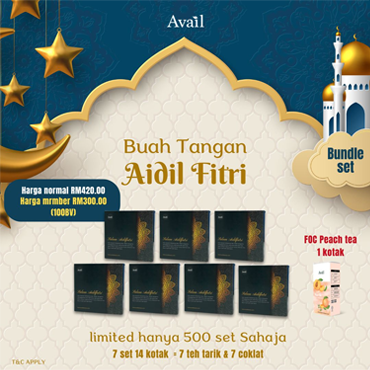 Avail
Buah Tangan
Aidil Fitri
Bundle
set
Harga normal RM420.00
Harga mrmber RM300.00
(100BV)
FOC Peach tea
1 kotak
Avail
limited hanya 500 set Sahaja
7 set 14 kotak = 7 teh tarik & 7 coklat
T&C APPLY